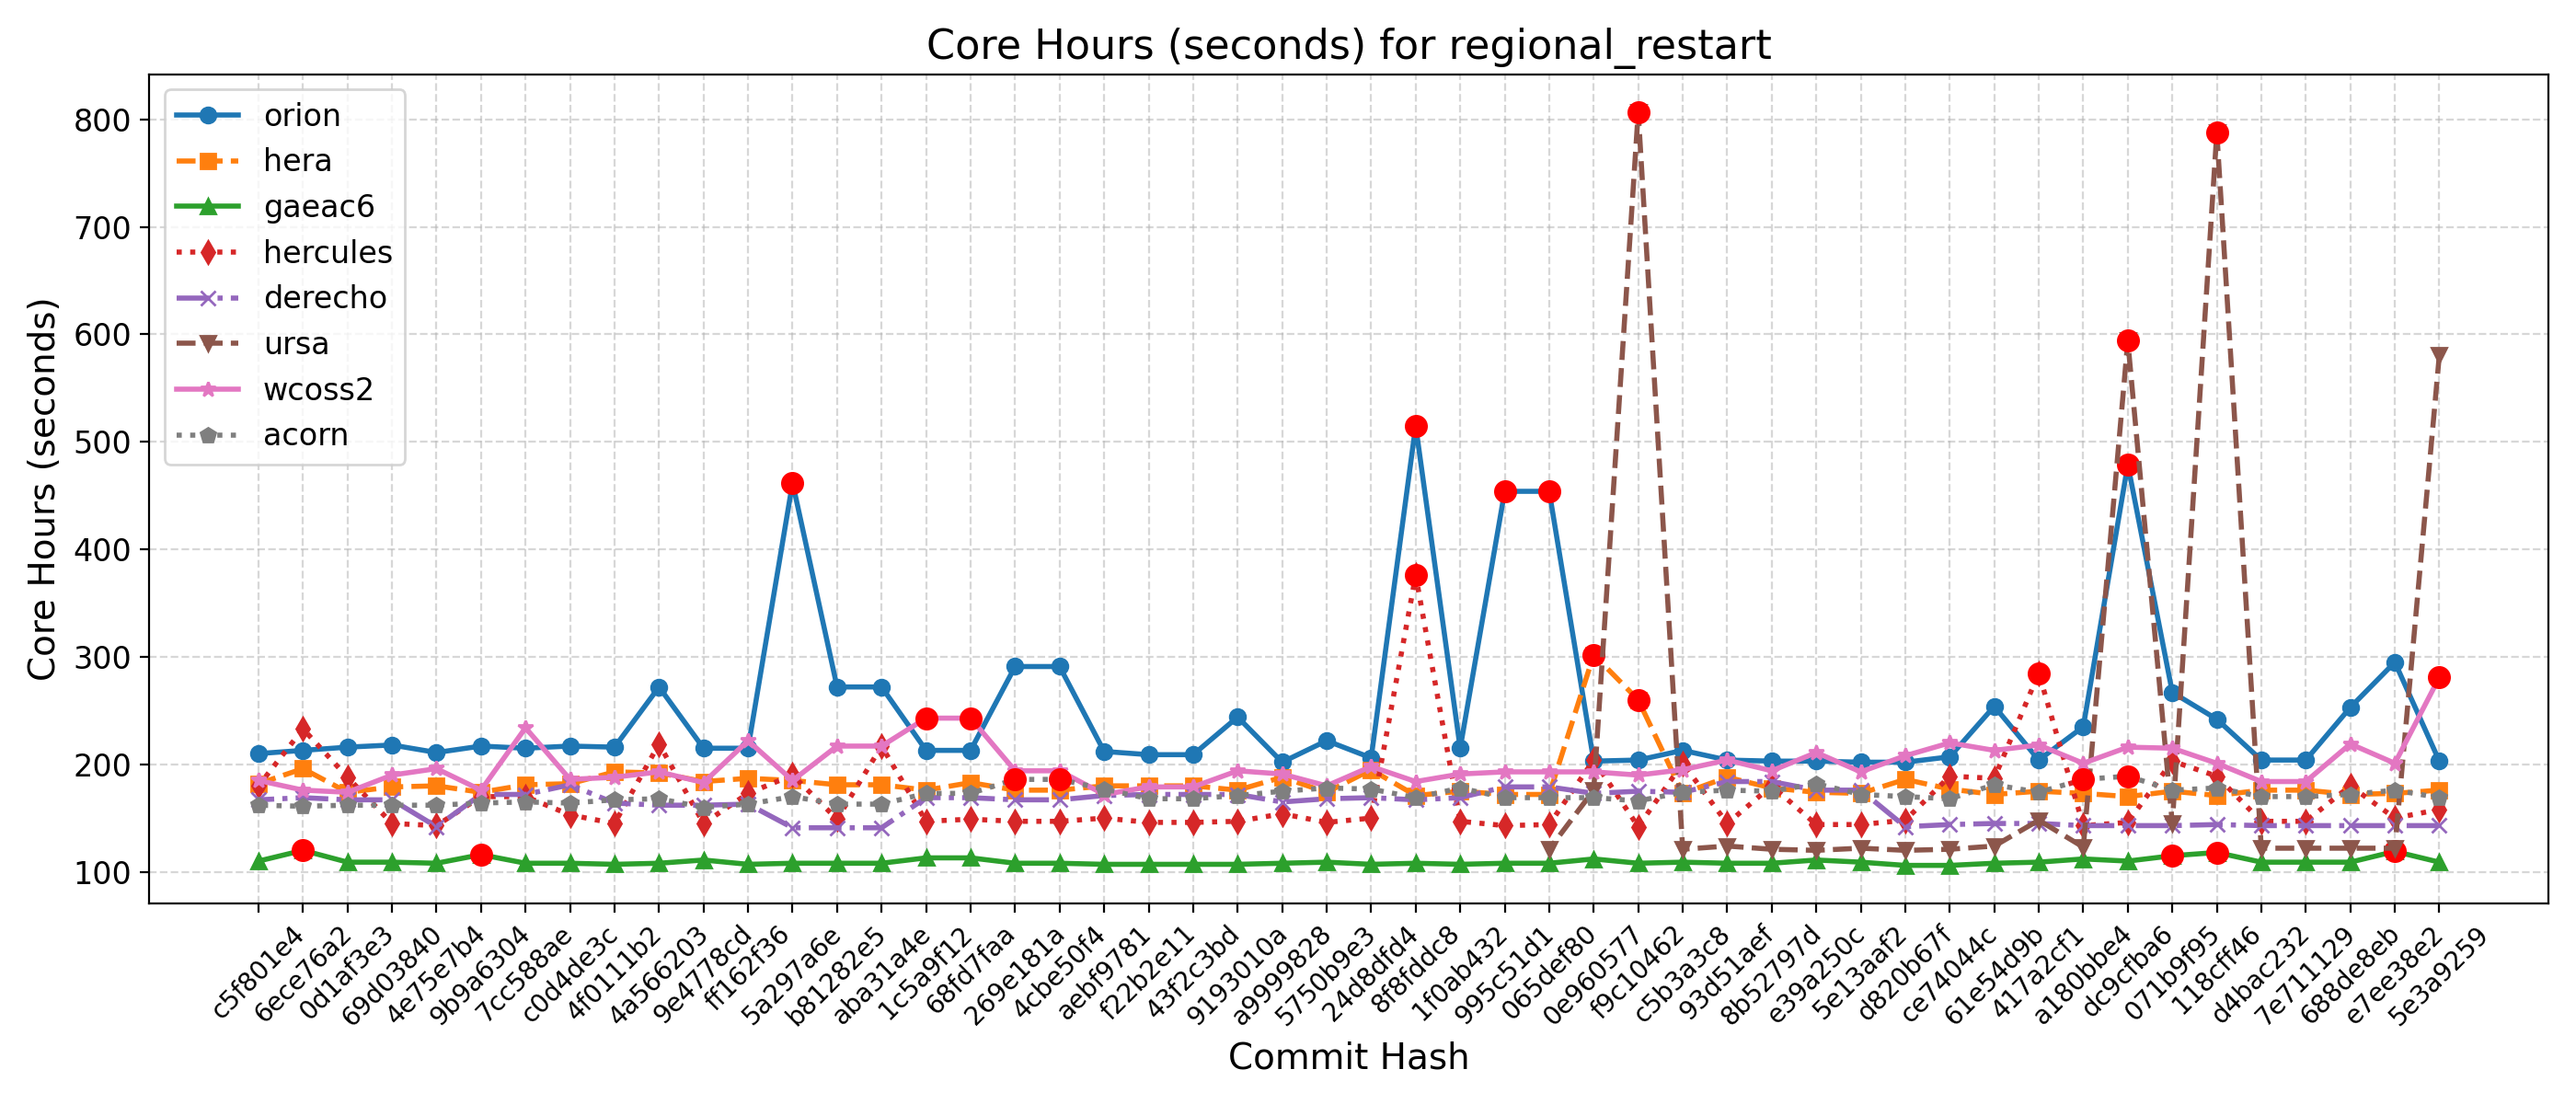 Core Hours (seconds) for regional_restart
Core Hours (seconds)
800
700
600
500
400
300
200
100
orion
hera
gaeac6
hercules
derecho
ursa
wcoss2
acorn
c5f801e4
6ece76a2
0d1af3e3
69d03840
4e75e7b4
9b9a6304
7cc588ae
c0d4de3c
4f0111b2
4a566203
9e4778cd
ff162f36
5a297a6e
b81282e5
aba31a4e
1c5a9f12
68fd7faa
269e181a
4cbe50f4
aebf9781
f22b2e11
43f2c3bd
9193010a
a9999828
5750b9e3
24d8dfd4
8f8fddc8
1f0ab432
995c51d1
065def80
0e960577
f9c10462
c5b3a3c8
93d51aef
8b52797d
e39a250c
5e13aaf2
d820b67f
ce74044c
61e54d9b
417a2cf1
a180bbe4
dc9cfba6
071b9f95
118cff46
d4bac232
7e711129
688de8eb
e7ee38e2
5e3a9259
Commit Hash